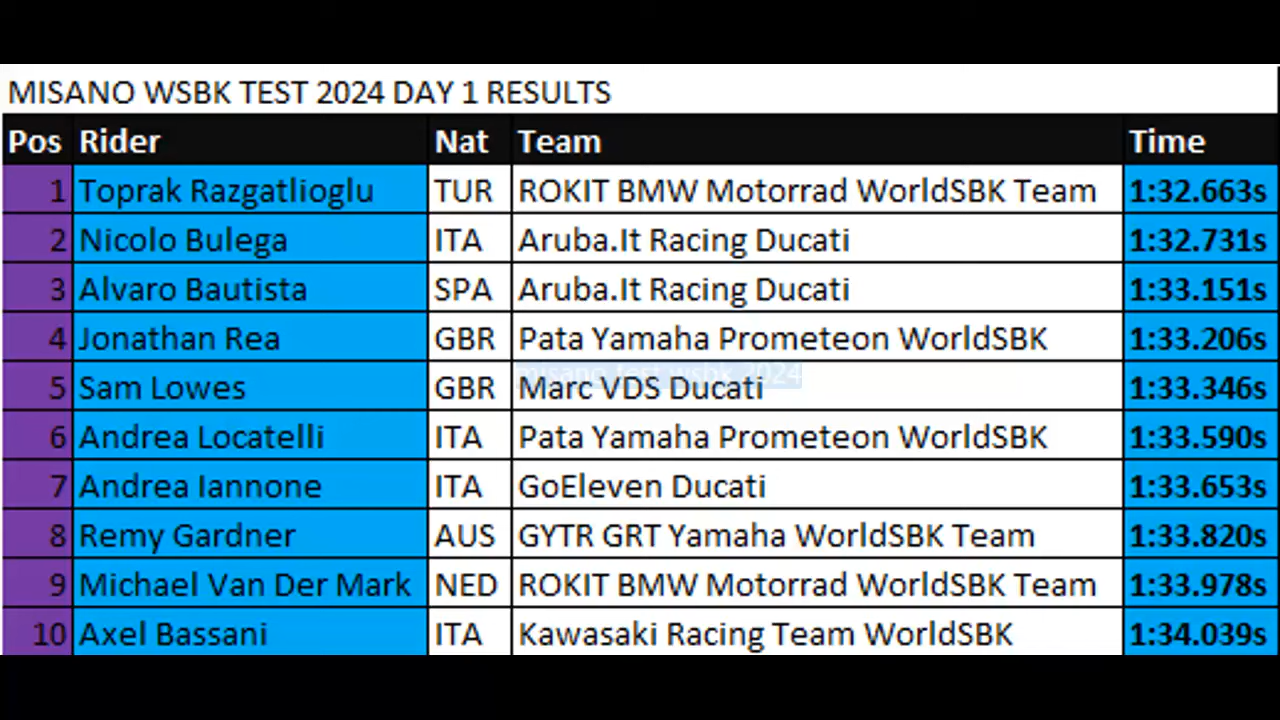 MISANO WSBK TEST 2024 DAY 1 RESULTS
Pos Rider Nat Team Time
1 Toprak Razgatlioglu TUR ROKIT BMW Motorrad WorldSBK Team 1:32.663s
2 Nicolo Bulega ITA Aruba.It Racing Ducati 1:32.731s
3 Alvaro Bautista SPA Aruba.It Racing Ducati 1:33.151s
4 Jonathan Rea GBR Pata Yamaha Prometeon WorldSBK 1:33.206s
misano test wsbk 2024
5 Sam Lowes GBR Marc VDS Ducati 1:33.346s
6 Andrea Locatelli ITA Pata Yamaha Prometeon WorldSBK 1:33.590s
7 Andrea Iannone ITA GoEleven Ducati 1:33.653s
8 Remy Gardner AUS GYTR GRT Yamaha WorldSBK Team 1:33.820s
9 Michael Van Der Mark NED ROKIT BMW Motorrad WorldSBK Team 1:33.978s
10 Axel Bassani ITA Kawasaki Racing Team WorldSBK 1:34.039s